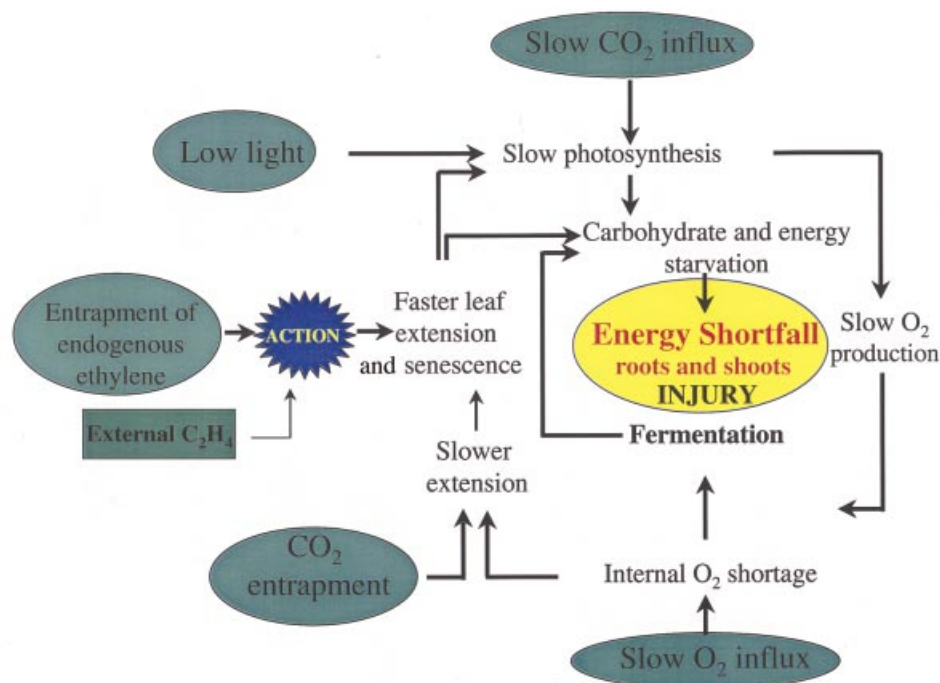 Slow CO₂ influx
Low light
Slow photosynthesis
Carbohydrate and energy
starvation
Entrapment of
endogenous
ethylene
ACTION
Faster leaf
extension
and senescence
Energy Shortfall
roots and shoots
INJURY
Slow O₂
production
External C₂H₄
Fermentation
Slower
extension
CO₂
entrapment
Internal O₂ shortage
Slow O₂ influx